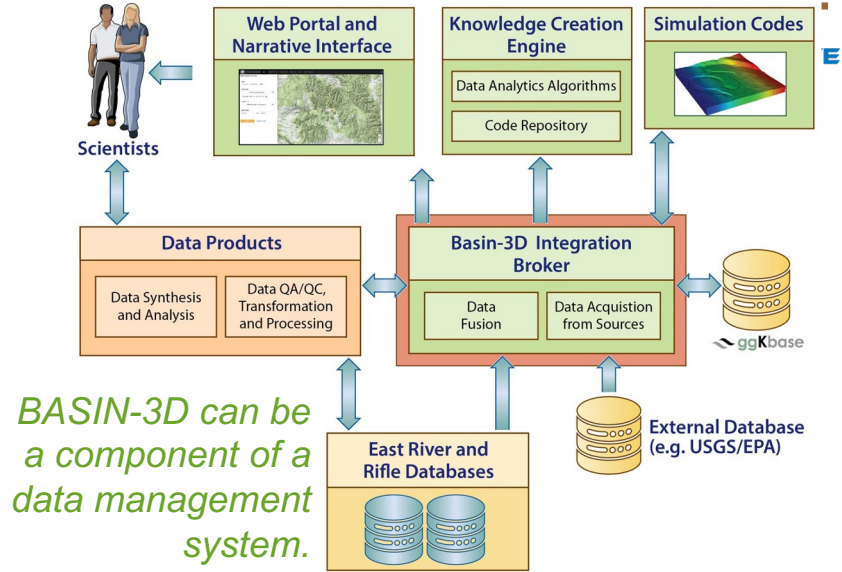 Web Portal and
Narrative Interface
Knowledge Creation
Engine
Data Analytics Algorithms
Code Repository
Simulation Codes
E
Scientists
Data Products
Data Synthesis
and Analysis
Data QA/QC,
Transformation
and Processing
Basin-3D Integration
Broker
Data
Fusion
Data Acquistion
from Sources
ggKbase
BASIN-3D can be
a component of a
data management
system.
East River and
Rifle Databases
External Database
(e.g. USGS/EPA)